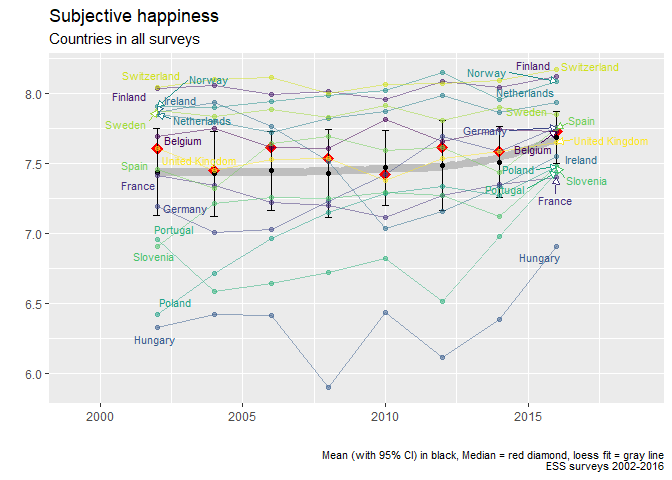 Subjective happiness
Countries in all surveys
Switzerland
Norway
Finland
Ireland
Sweden
Netherlands
Belgium
Spain
United Kingdom
France
Germany
Portugal
Sweden
Poland
Hungary
Finland
Switzerland
Norway
Netherlands
Sweden
Spain
Germany
United Kingdom
Belgium
Ireland
Poland
Slovenia
Portugal
France
Hungary
8.0
7.5
7.0
6.5
6.0
2000
2005
2010
2015
Mean (with 95% CI) in black, Median = red diamond, loess fit = gray line
ESS surveys 2002-2016